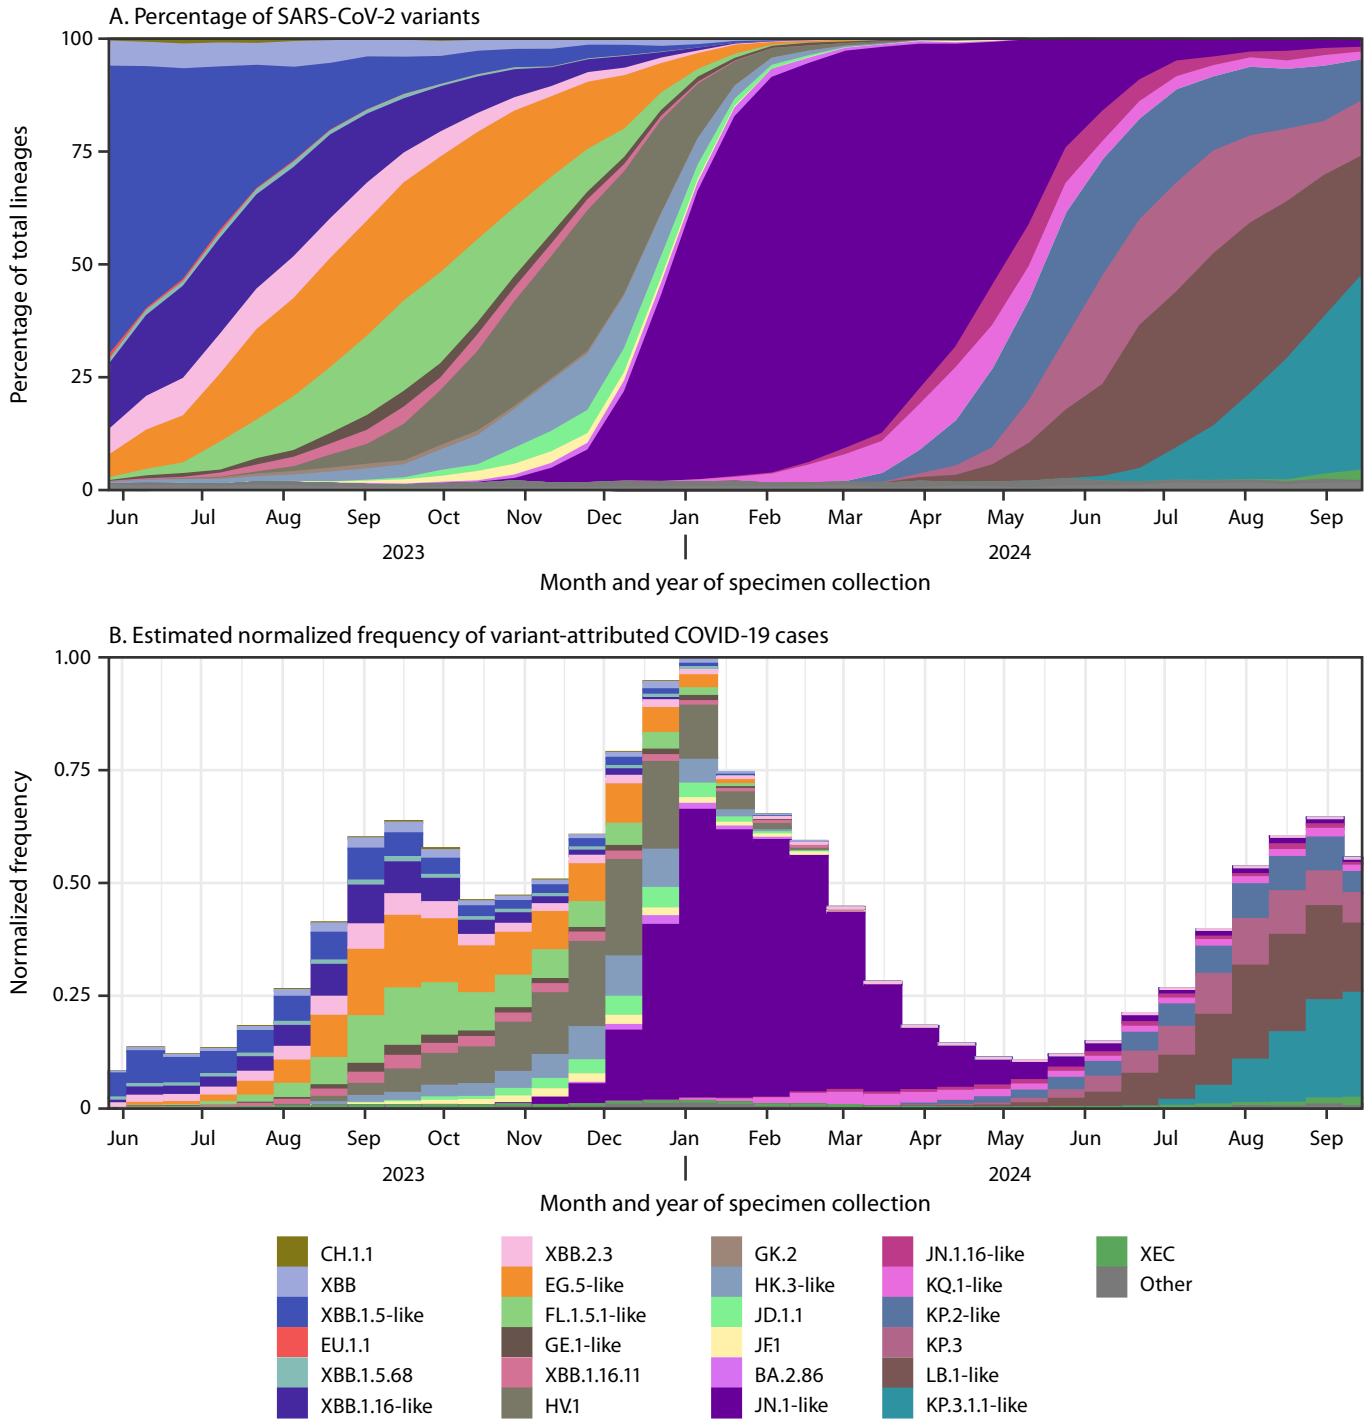 A. Percentage of SARS-CoV-2 variants
100
75
50
25
0
Percentage of total lineages
Jun Jul Aug Sep Oct Nov Dec Jan Feb Mar Apr May Jun Jul Aug Sep
2023 2024
Month and year of specimen collection
B. Estimated normalized frequency of variant-attributed COVID-19 cases
1.00
0.75
0.50
0.25
0
Normalized frequency
Jun Jul Aug Sep Oct Nov Dec Jan Feb Mar Apr May Jun Jul Aug Sep
2023 2024
Month and year of specimen collection
CH.1.1
XBB
XBB.1.5-like
EU.1.1
XBB.1.5.68
XBB.1.16-like
XBB.2.3
EG.5-like
FL.1.5.1-like
GE.1-like
XBB.1.16.11
HV.1
GK.2
HK.3-like
JD.1.1
JF.1
BA.2.86
JN.1-like
JN.1.16-like
KQ.1-like
KP.2-like
KP.3
LB.1-like
KP.3.1.1-like
XEC
Other